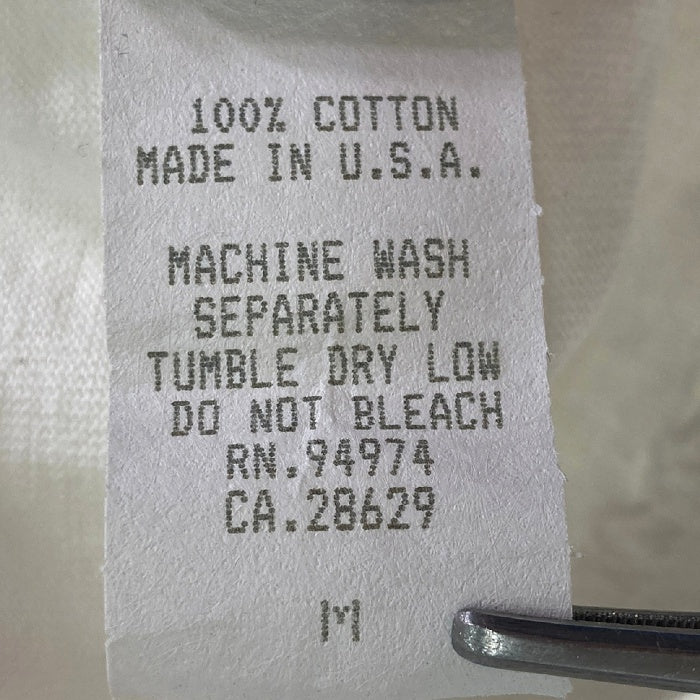 100% COTTON
MADE IN U.S.A.
MACHINE WASH
SEPARATELY
TUMBLE DRY LOW
DO NOT BLEACH
RN.94974
CA.28629
M